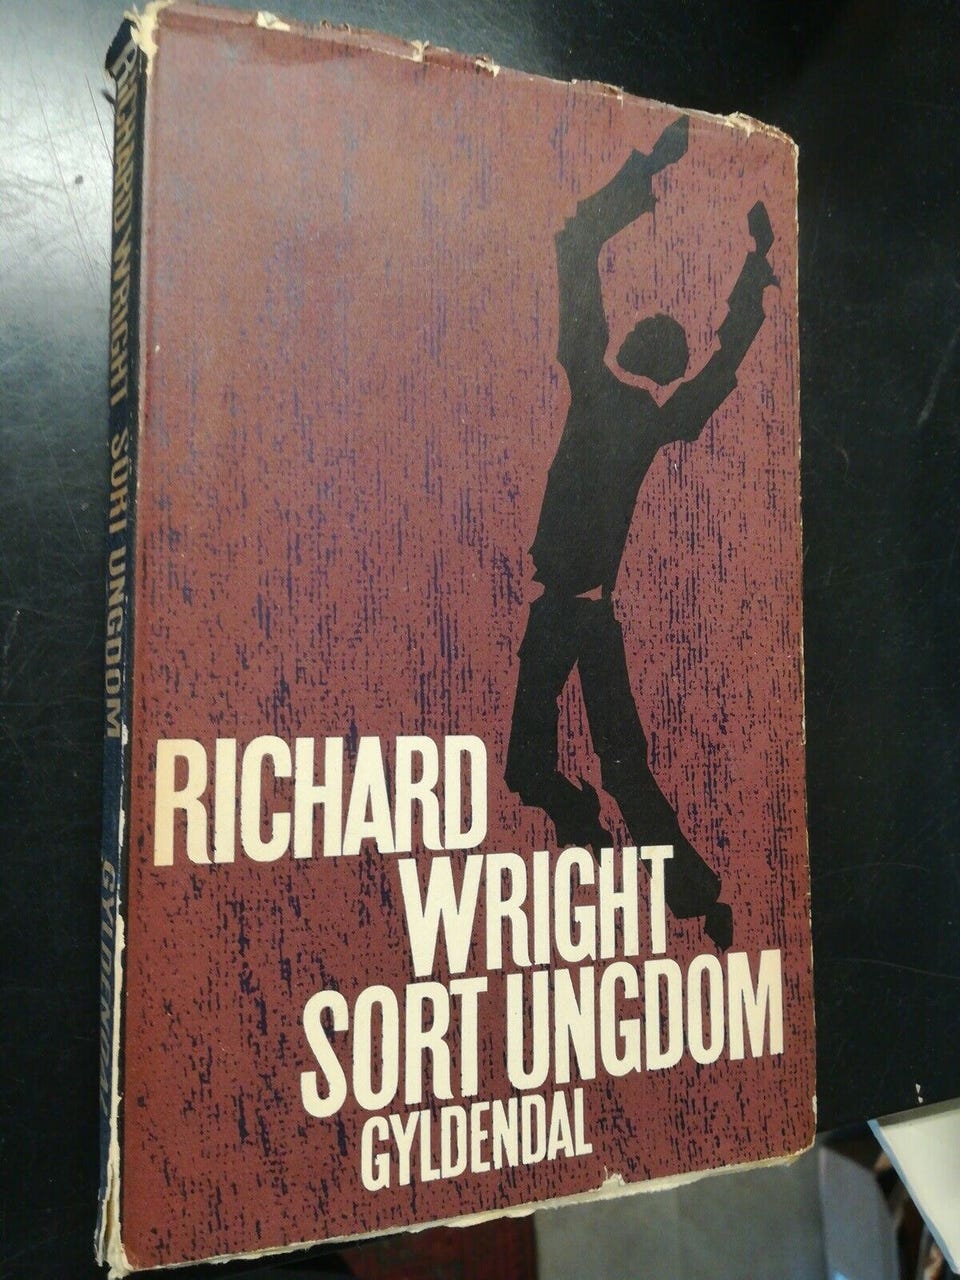 RICHARD WRIGHT SORT UNGDOM GYLDENDAL
RICHARD
WRIGHT
SORT UNGDOM
GYLDENDAL